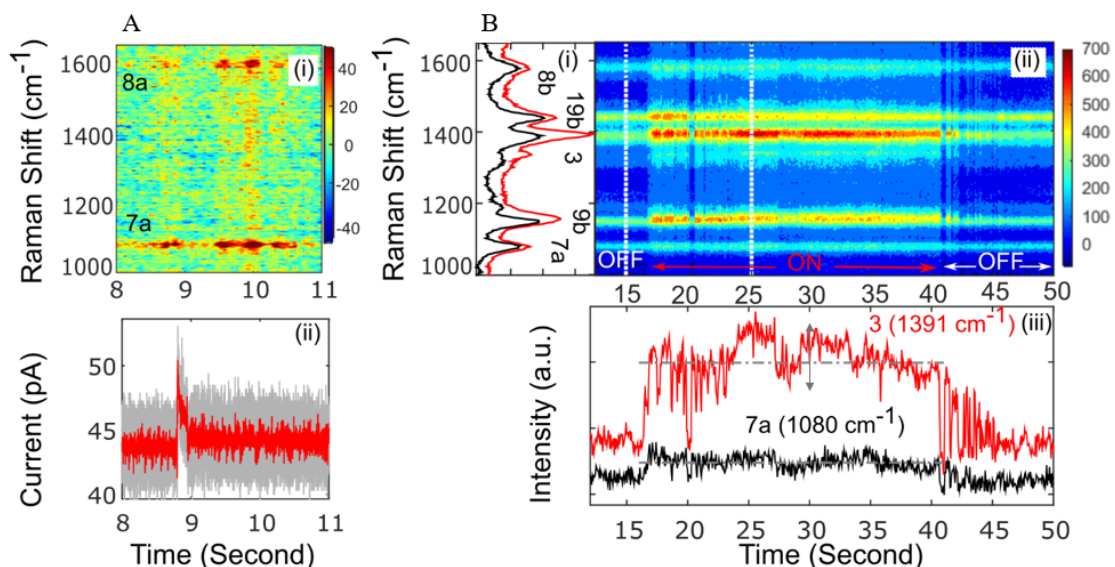 A
Raman Shift (cm⁻¹)
1600
1400
1200
1000
8a
7a
(i)
8 9 10 11
40
20
0
-20
-40
(ii)
Current (pA)
50
45
40
8 9 10 11
Time (Second)
B
Raman Shift (cm⁻¹)
1600
1400
1200
1000
(i)
8b
19b
3
9b
7a
(ii)
OFF
ON
OFF
15 20 25 30 35 40 45 50
700
600
500
400
300
200
100
0
3 (1391 cm⁻¹)
(iii)
7a (1080 cm⁻¹)
Intensity (a.u.)
15 20 25 30 35 40 45 50
Time (Second)